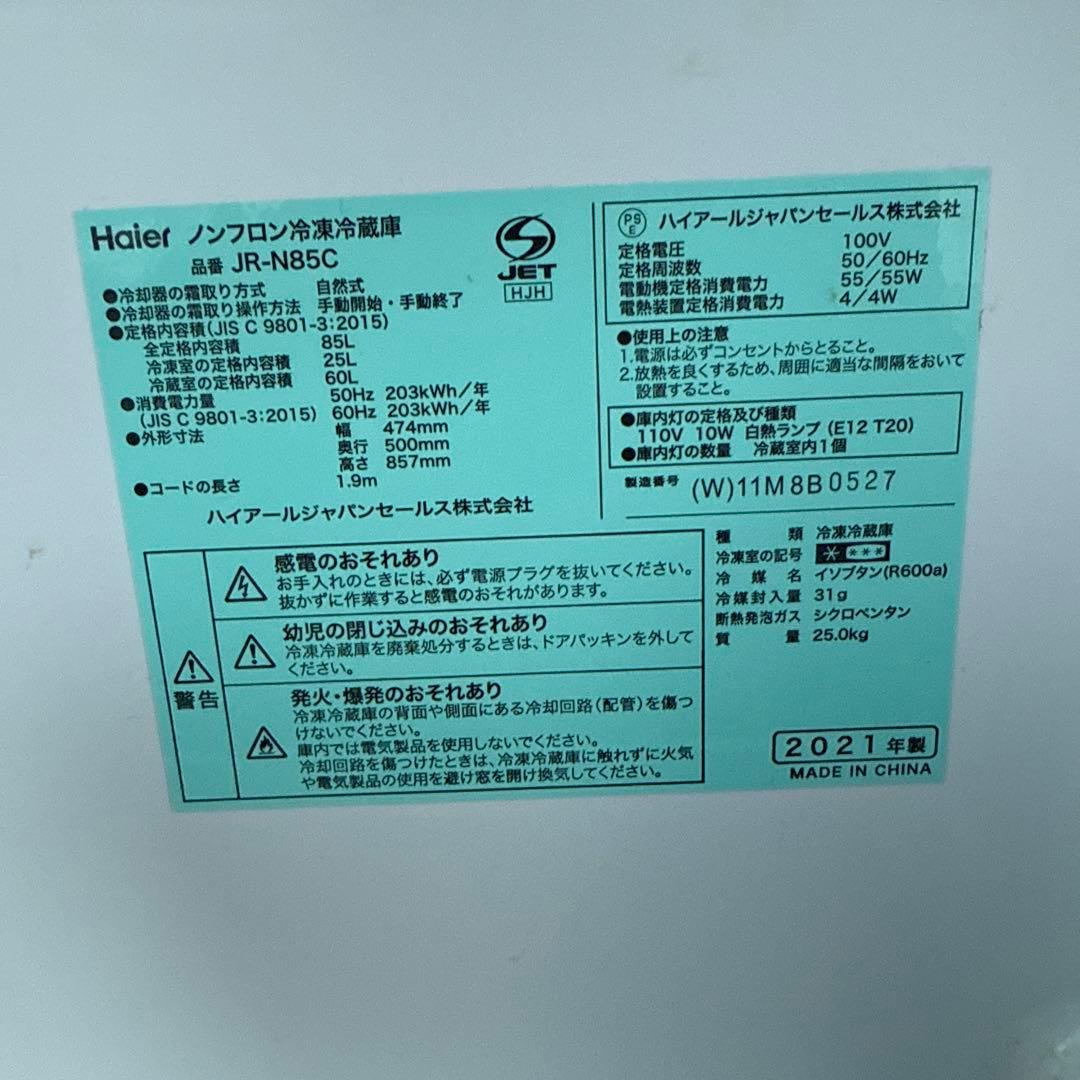 Haier ノンフロン冷凍冷蔵庫
品番 JR-N85C
JET
HJH
●冷却器の霜取り方式 自然式
●冷却器の霜取り操作方法 手動開始・手動終了
●定格内容積(JIS C 9801-3:2015)
全定格内容積 85L
冷凍室の定格内容積 25L
冷蔵室の定格内容積 60L
●消費電力量 50Hz 203kWh/年
(JIS C 9801-3:2015) 60Hz 203kWh/年
●外形寸法 幅 474mm
奥行 500mm
高さ 857mm
●コードの長さ 1.9m
ハイアールジャパンセールス株式会社
PSE ハイアールジャパンセールス株式会社
定格電圧 100V
定格周波数 50/60Hz
電動機定格消費電力 55/55W
電熱装置定格消費電力 4/4W
●使用上の注意
1.電源は必ずコンセントからとること。
2.放熱を良くするため、周囲に適当な間隔をおいて
設置すること。
●庫内灯の定格及び種類
110V 10W 白熱ランプ (E12 T20)
●庫内灯の数量 冷蔵室内1個
製造番号 (W)11M8B0527
警告
感電のおそれあり
お手入れのときには、必ず電源プラグを抜いてください。
抜かずに作業すると感電のおそれがあります。
幼児の閉じ込みのおそれあり
冷凍冷蔵庫を廃棄処分するときは、ドアパッキンを外して
ください。
発火・爆発のおそれあり
冷凍冷蔵庫の背面や側面にある冷却回路(配管)を傷つ
けないでください。
庫内では電気製品を使用しないでください。
冷却回路を傷つけたときは、冷凍冷蔵庫に触れずに火気
や電気製品の使用を避け窓を開け換気してください。
種類 冷凍冷蔵庫
冷凍室の記号 * ***
冷媒名 イソブタン(R600a)
冷媒封入量 31g
断熱発泡ガス シクロペンタン
質量 25.0kg
2021年製
MADE IN CHINA